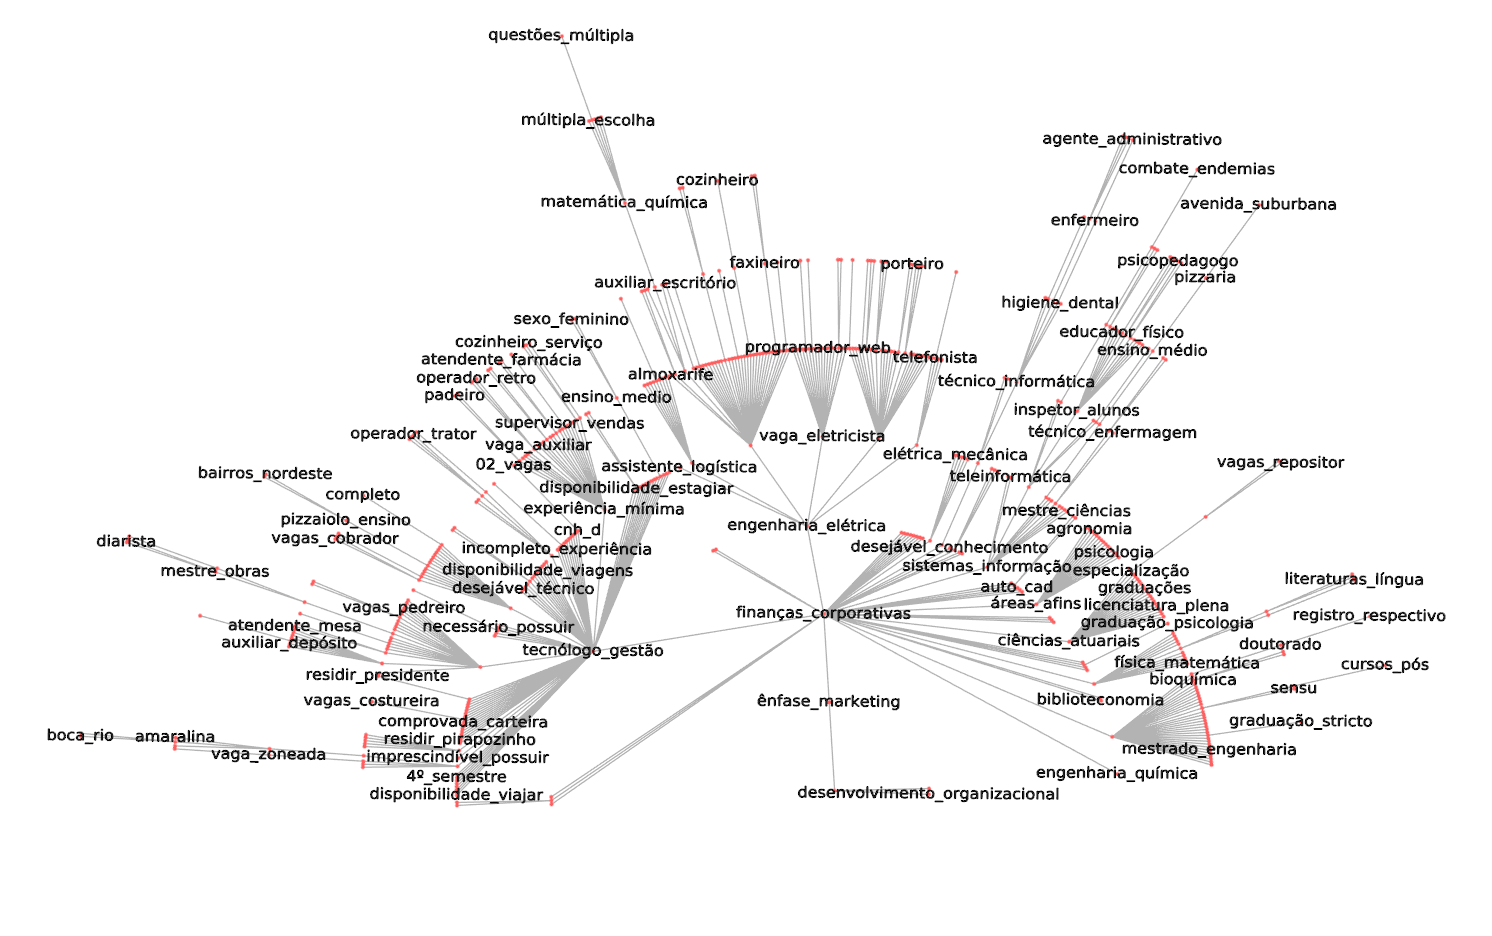 questões_múltipla
múltipla_escolha
agente_administrativo
combate_endemias
cozinheiro
matemática_química
avenida_suburbana
enfermeiro
faxineiro
porteiro
psicopedagogo
pizzaria
auxiliar_escritório
higiene_dental
sexo_feminino
educador_físico
cozinheiro_serviço
programador_web
ensino_médio
atendente_farmácia
telefonista
operador_retro
almoxarife
técnico_informática
padeiro
ensino_medio
inspetor_alunos
supervisor_vendas
operador_trator
vaga_eletricista
técnico_enfermagem
vaga_auxiliar
elétrica_mecânica
02_vagas
assistente_logística
vagas_repositor
bairros_nordeste
teleinformática
disponibilidade_estagiar
completo
experiência_mínima
mestre_ciências
pizzaiolo_ensino
engenharia_elétrica
agronomia
cnh_d
vagas_cobrador
diarista
incompleto_experiência
desejável_conhecimento
psicologia
mestre_obras
disponibilidade_viagens
sistemas_informação
especialização
literaturas_língua
desejável_técnico
auto_cad
graduações
vagas_pedreiro
áreas_afins
licenciatura_plena
finanças_corporativas
registro_respectivo
atendente_mesa
necessário_possuir
graduação_psicologia
auxiliar_depósito
ciências_atuariais
doutorado
tecnólogo_gestão
física_matemática
cursos_pós
residir_presidente
bioquímica
sensu
vagas_costureira
ênfase_marketing
biblioteconomia
comprovada_carteira
graduação_stricto
boca_rio
amaralina
residir_pirapozinho
vaga_zoneada
imprescindível_possuir
mestrado_engenharia
4º_semestre
engenharia_química
disponibilidade_viajar
desenvolvimento_organizacional